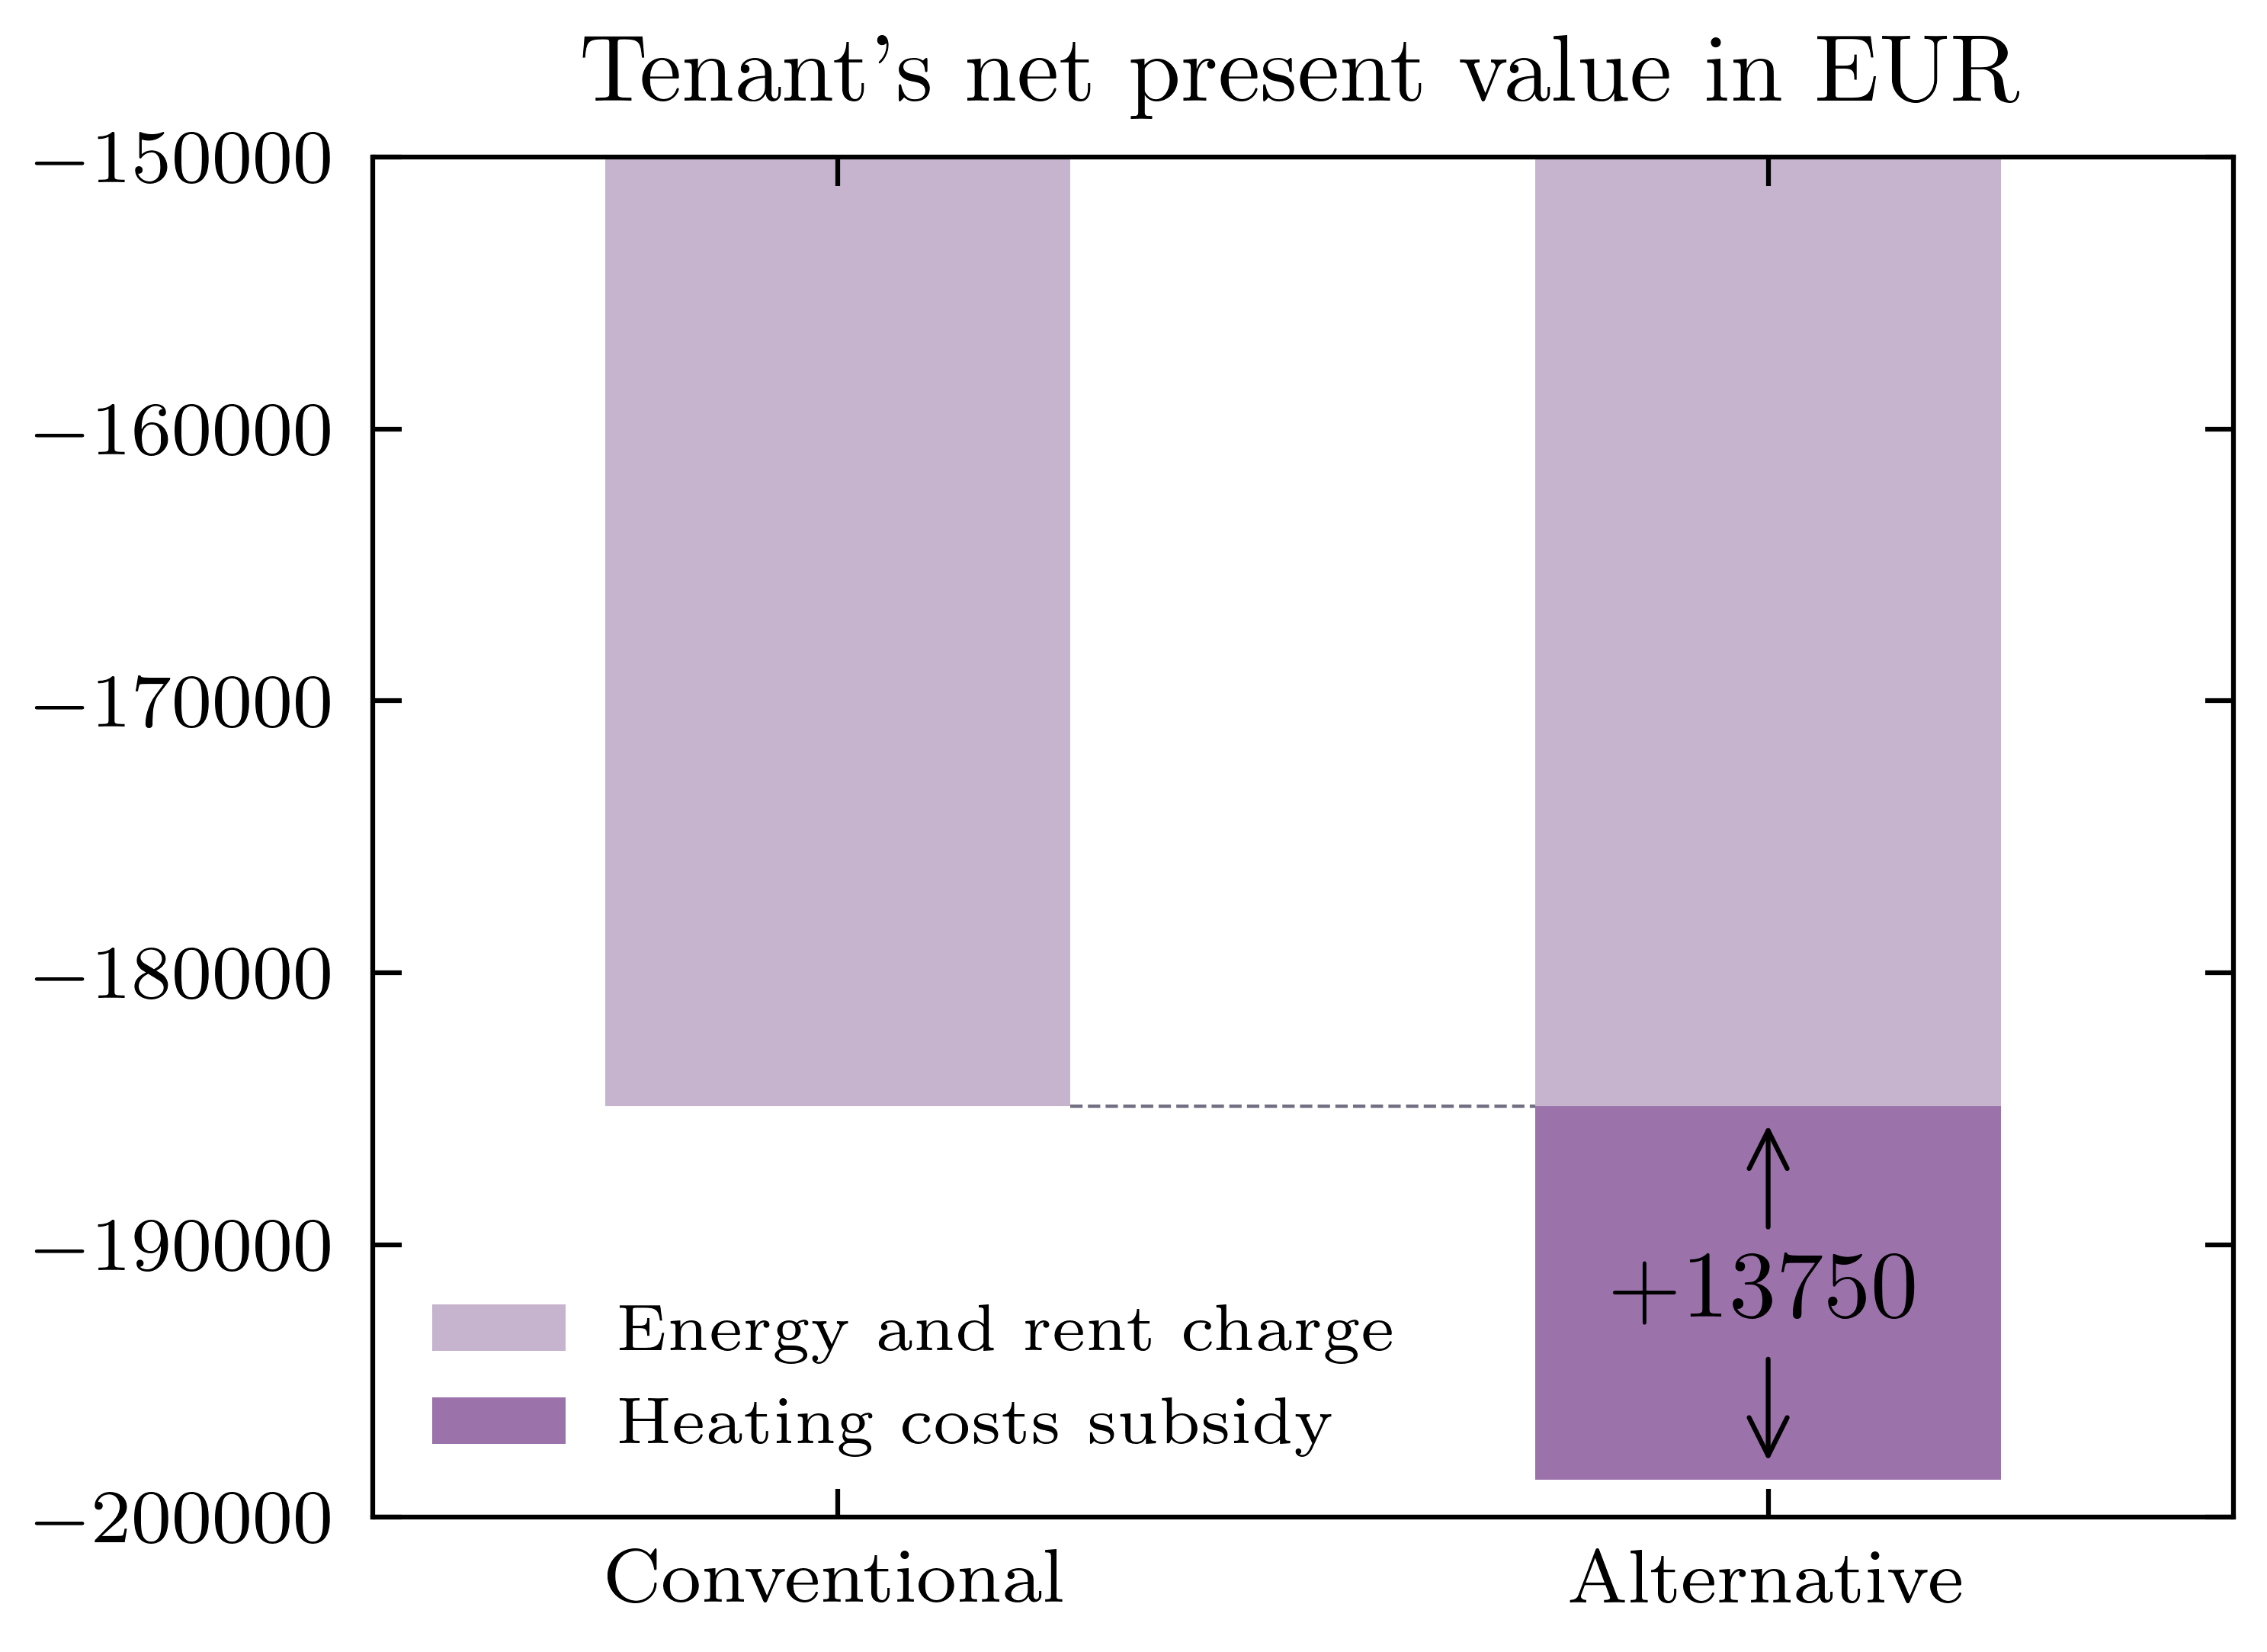 Tenant’s net present value in EUR
−150000
−160000
−170000
−180000
−190000
−200000
+13750
Energy and rent charge
Heating costs subsidy
Conventional
Alternative